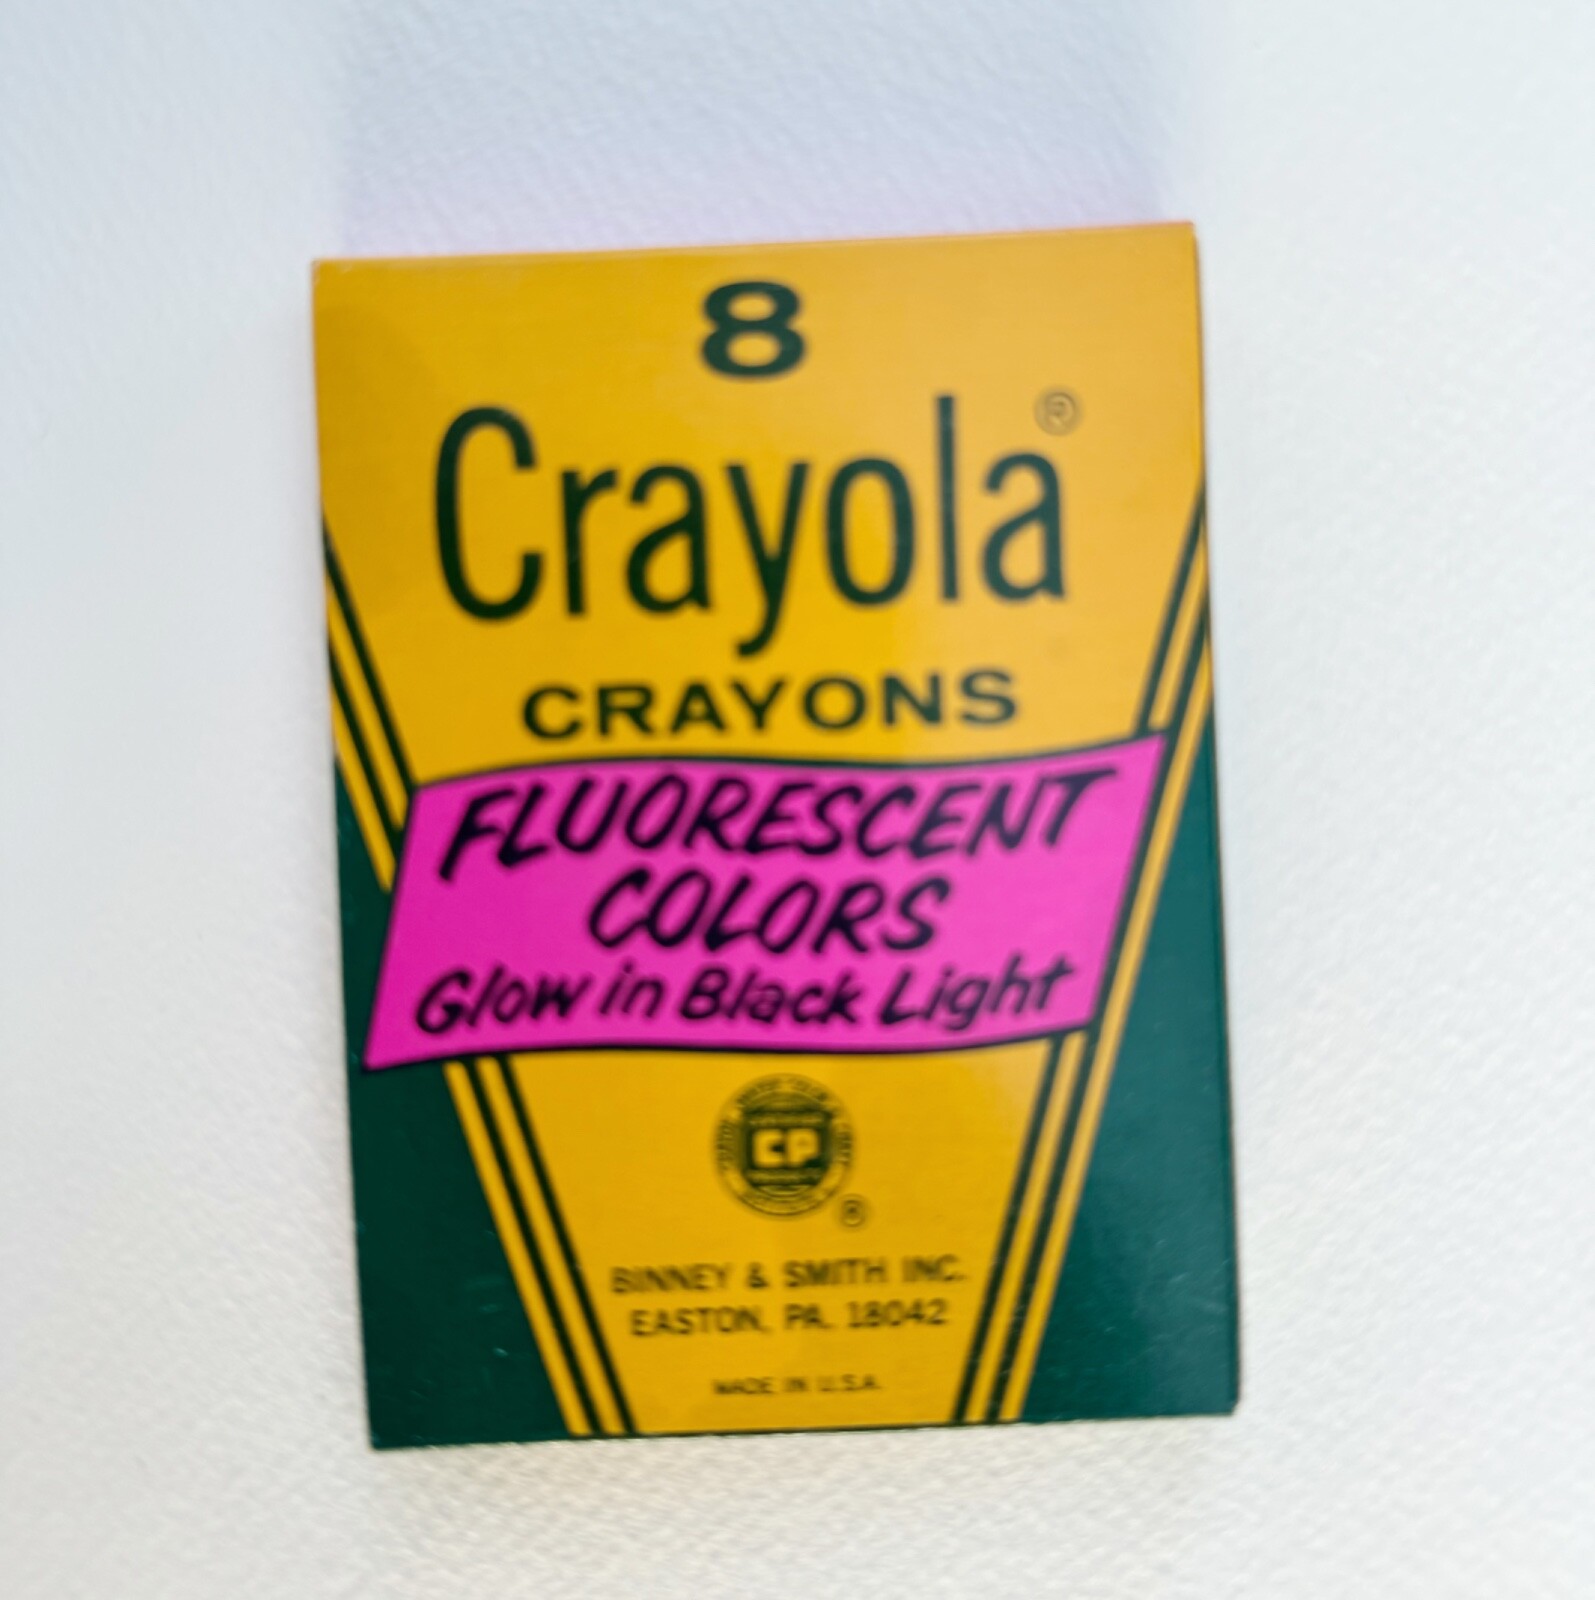 8
Crayola®
CRAYONS
FLUORESCENT
COLORS
Glow in Black Light
CP
®
BINNEY & SMITH INC.
EASTON, PA. 18042
MADE IN U.S.A.